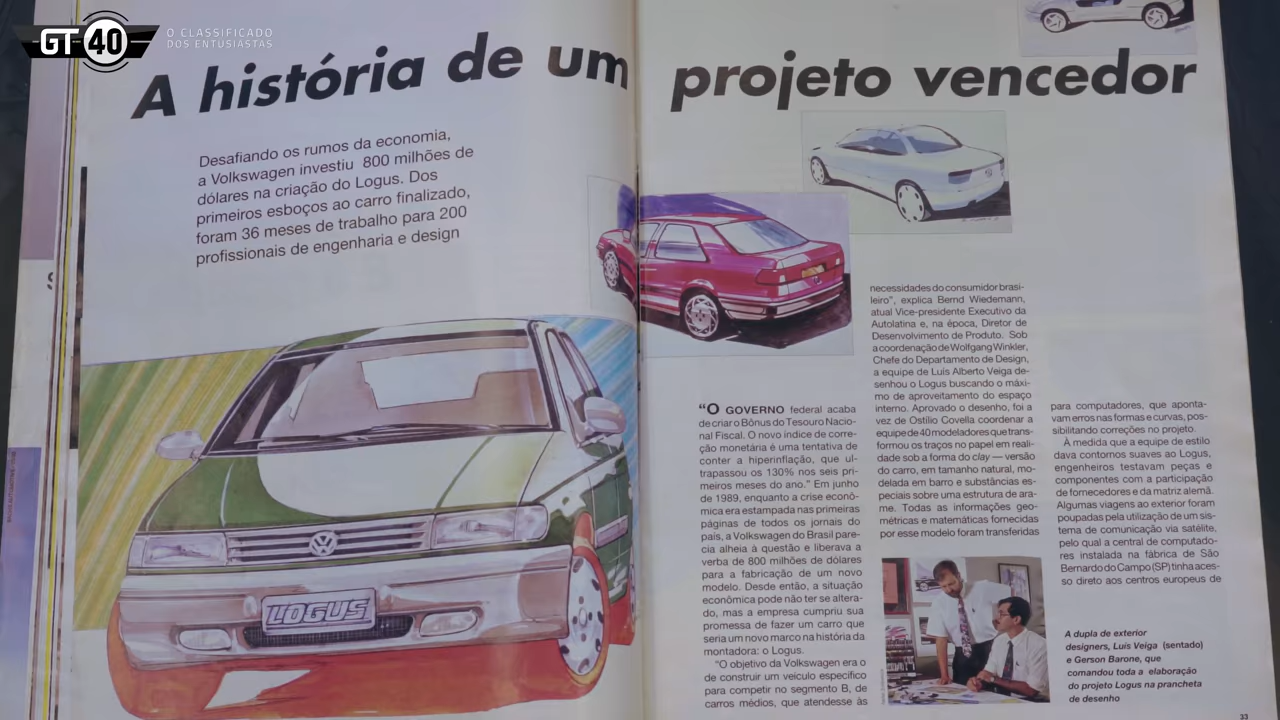 GT 40
O CLASSIFICADO
DOS ENTUSIASTAS
A história de um projeto vencedor
Desafiando os rumos da economia,
a Volkswagen investiu 800 milhões de
dólares na criação do Logus. Dos
primeiros esboços ao carro finalizado,
foram 36 meses de trabalho para 200
profissionais de engenharia e design
LOGUS
“O GOVERNO federal acaba
de criar o Bônus do Tesouro Nacio-
nal Fiscal. O novo índice de corre-
ção monetária é uma tentativa de
conter a hiperinflação, que ul-
trapassou os 130% nos seis pri-
meiros meses do ano.” Em junho
de 1989, enquanto a crise econô-
mica era estampada nas primeiras
páginas de todos os jornais do
país, a Volkswagen do Brasil pare-
cia alheia à questão e liberava a
verba de 800 milhões de dólares
para a fabricação de um novo
modelo. Desde então, a situação
econômica pode não ter se altera-
do, mas a empresa cumpriu sua
promessa de fazer um carro que
seria um novo marco na história da
montadora: o Logus.
“O objetivo da Volkswagen era o
de construir um veículo específico
para competir no segmento B, de
carros médios, que atendesse às
necessidades do consumidor brasi-
leiro”, explica Bernd Wiedemann,
atual Vice-presidente Executivo da
Autolatina e, na época, Diretor de
Desenvolvimento de Produto. Sob
a coordenação de Wolfgang Winkler,
Chefe do Departamento de Design,
a equipe de Luís Alberto Veiga de-
senhou o Logus buscando o máxi-
mo de aproveitamento do espaço
interno. Aprovado o desenho, foi a
vez de Ostílio Covella coordenar a
equipe de 40 modeladores que trans-
formou os traços no papel em reali-
dade sob a forma do clay — versão
do carro, em tamanho natural, mo-
delada em barro e substâncias es-
peciais sobre uma estrutura de ara-
me. Todas as informações geo-
métricas e matemáticas fornecidas
por esse modelo foram transferidas
para computadores, que aponta-
vam erros nas formas e curvas, pos-
sibilitando correções no projeto.
À medida que a equipe de estilo
dava contornos suaves ao Logus,
engenheiros testavam peças e
componentes com a participação
de fornecedores e da matriz alemã.
Algumas viagens ao exterior foram
poupadas pela utilização de um sis-
tema de comunicação via satélite,
pelo qual a central de computado-
res instalada na fábrica de São
Bernardo do Campo (SP) tinha aces-
so direto aos centros europeus de
A dupla de exterior
designers, Luís Veiga (sentado)
e Gerson Barone, que
comandou toda a elaboração
do projeto Logus na prancheta
de desenho
33